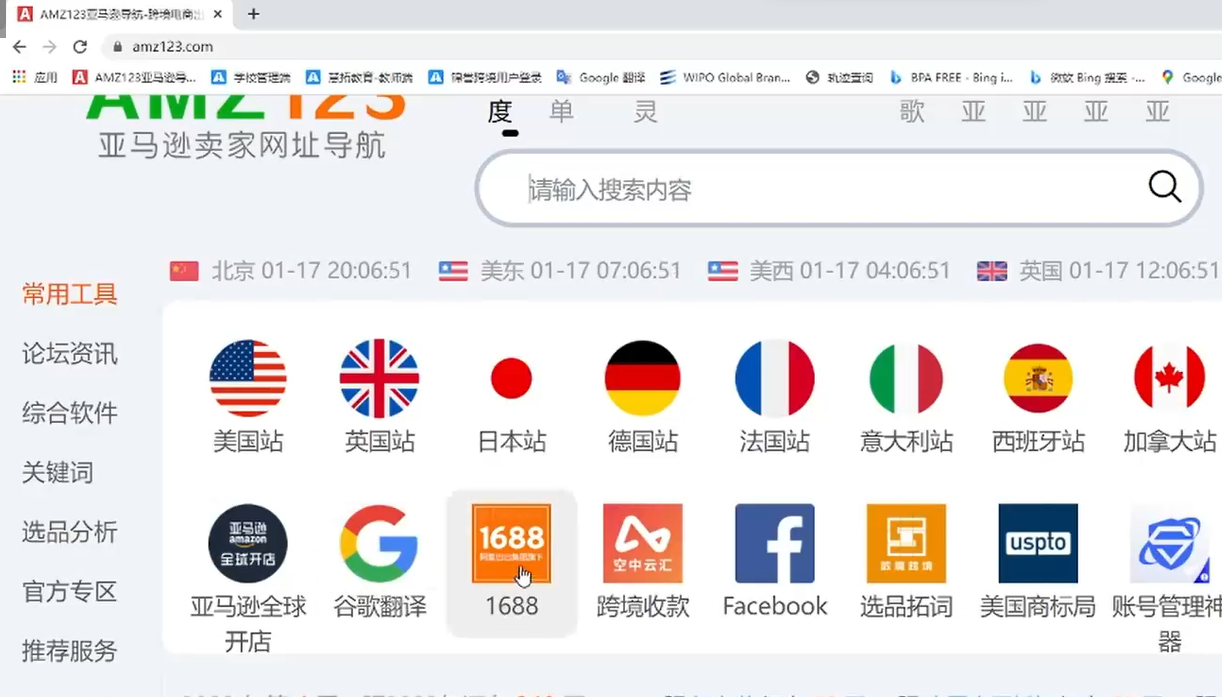 AMZ123亚马逊导航-跨境电商出
amz123.com
应用 AMZ123亚马逊导... 学校管理端 慧拓教育-教师端 Google 翻译 WIPO Global Bran... 轨迹查询 BPA FREE - Bing i... 微软 Bing 搜索 -... Google
AMZ123
亚马逊卖家网址导航
度 单 灵 歌 亚 亚 亚 亚
请输入搜索内容
北京 01-17 20:06:51 美东 01-17 07:06:51 美西 01-17 04:06:51 英国 01-17 12:06:51
常用工具
论坛资讯
综合软件
关键词
选品分析
官方专区
推荐服务
美国站 英国站 日本站 德国站 法国站 意大利站 西班牙站 加拿大站
亚马逊
amazon
全球开店
1688
阿里巴巴集团旗下
空中云汇
uspto
亚马逊全球开店 谷歌翻译 1688 跨境收款 Facebook 选品拓词 美国商标局 账号管理神器